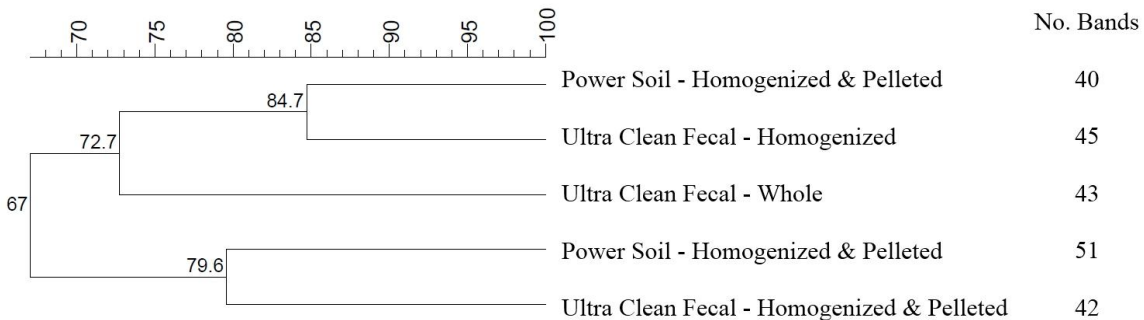 70 75 80 85 90 95 100 No. Bands
Power Soil - Homogenized & Pelleted 40
84.7
Ultra Clean Fecal - Homogenized 45
72.7
Ultra Clean Fecal - Whole 43
67
Power Soil - Homogenized & Pelleted 51
79.6
Ultra Clean Fecal - Homogenized & Pelleted 42